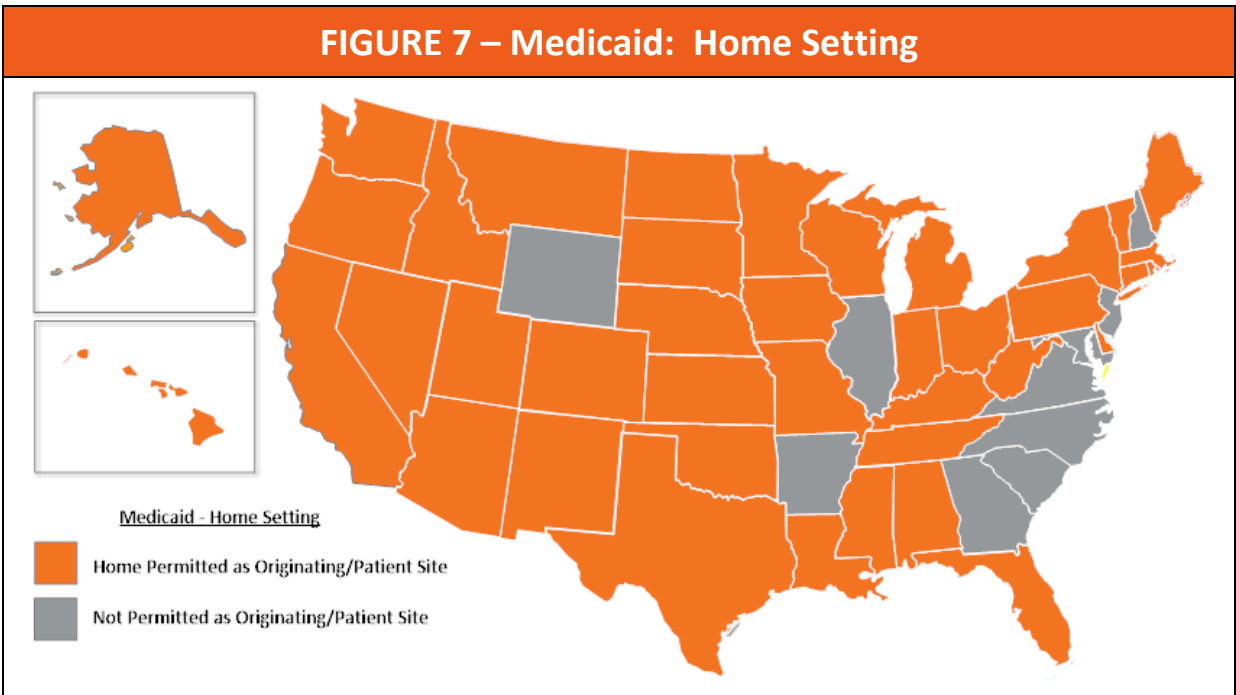 FIGURE 7 – Medicaid: Home Setting
Medicaid - Home Setting
Home Permitted as Originating/Patient Site
Not Permitted as Originating/Patient Site